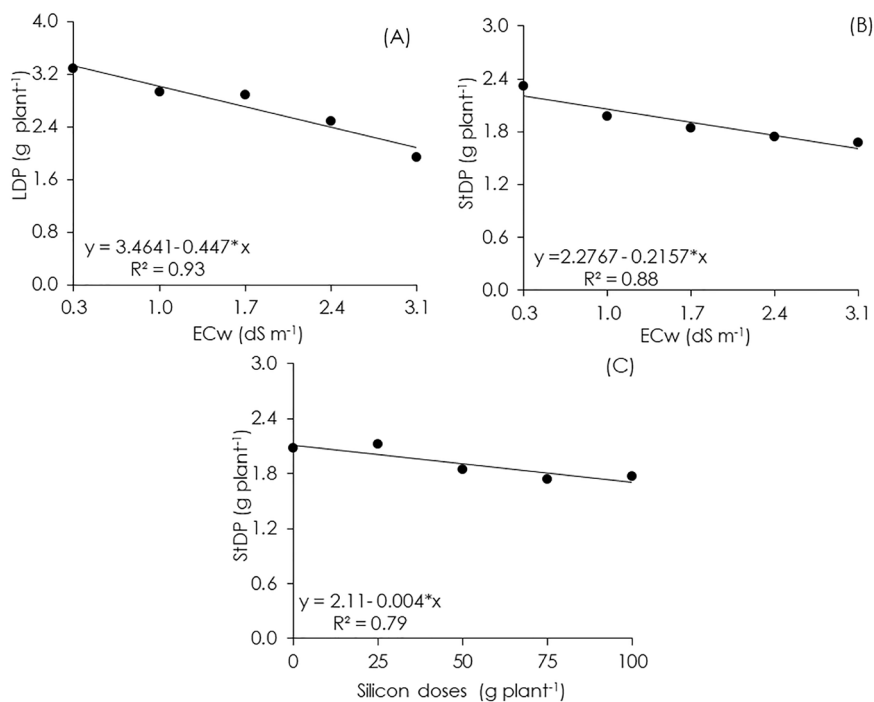 (A)
LDP (g plant⁻¹)
4.0
3.2
2.4
1.6
0.8
0.0
y = 3.4641-0.447*x
R² = 0.93
0.3 1.0 1.7 2.4 3.1
ECw (dS m⁻¹)
(B)
StDP (g plant⁻¹)
3.0
2.4
1.8
1.2
0.6
0.0
y =2.2767 - 0.2157*x
R² = 0.88
0.3 1.0 1.7 2.4 3.1
ECw (dS m⁻¹)
(C)
StDP (g plant⁻¹)
3.0
2.4
1.8
1.2
0.6
0.0
y = 2.11- 0.004*x
R² = 0.79
0 25 50 75 100
Silicon doses (g plant⁻¹)